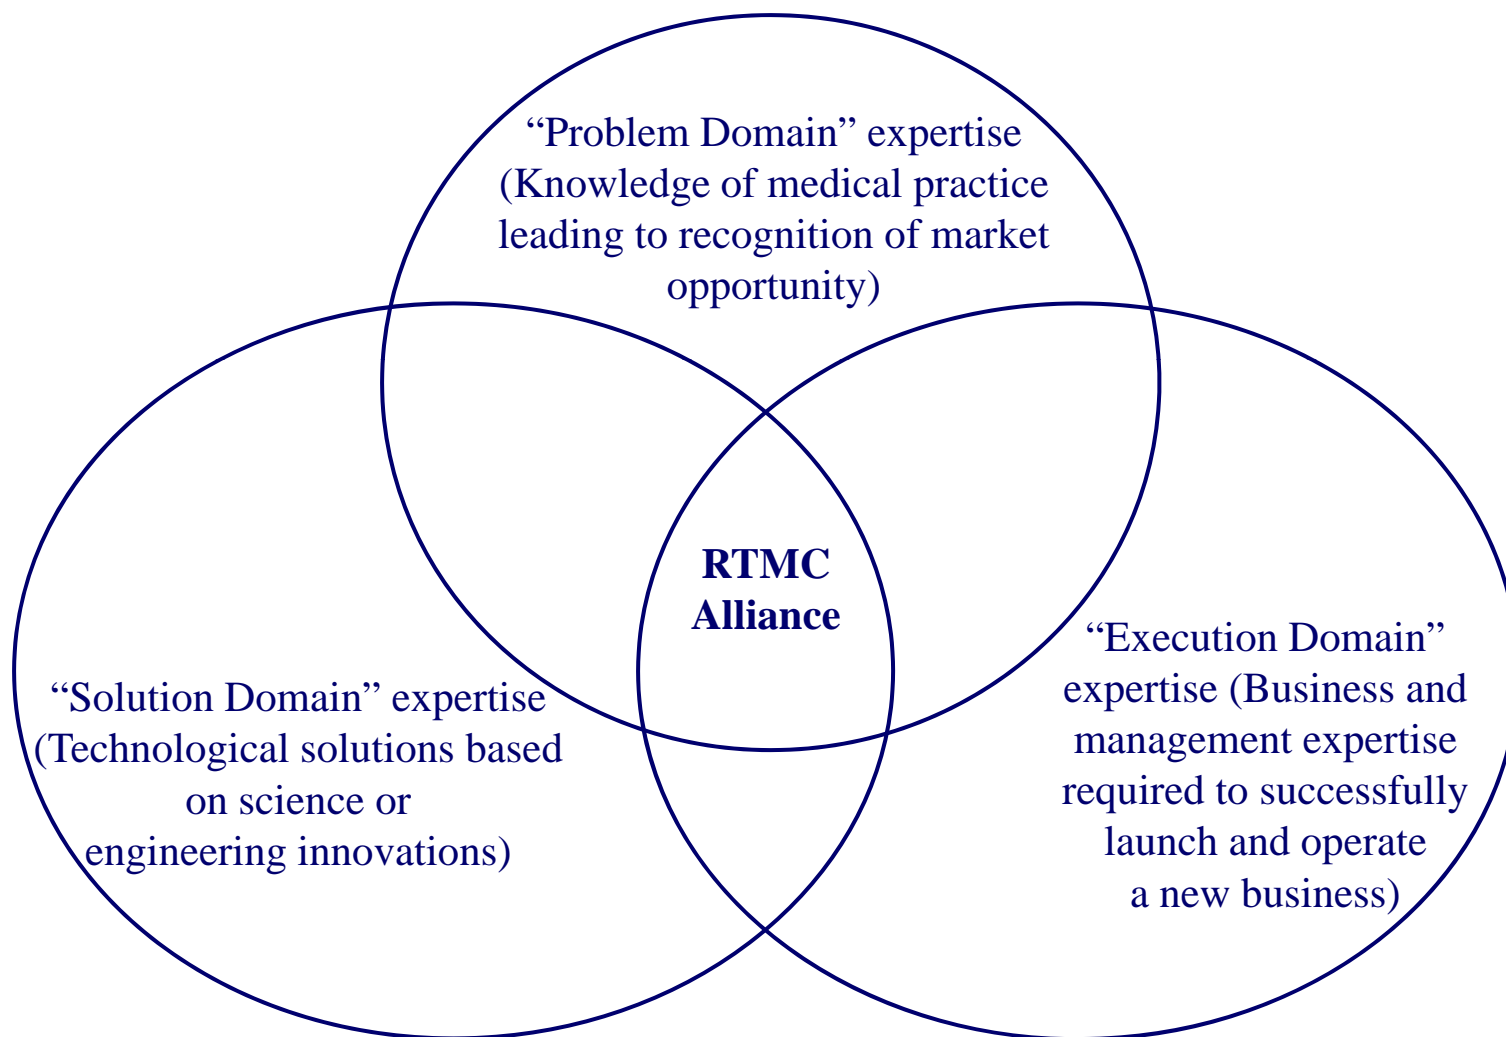 “Problem Domain” expertise
(Knowledge of medical practice
leading to recognition of market
opportunity)
RTMC
Alliance
“Solution Domain” expertise
(Technological solutions based
on science or
engineering innovations)
“Execution Domain”
expertise (Business and
management expertise
required to successfully
launch and operate
a new business)